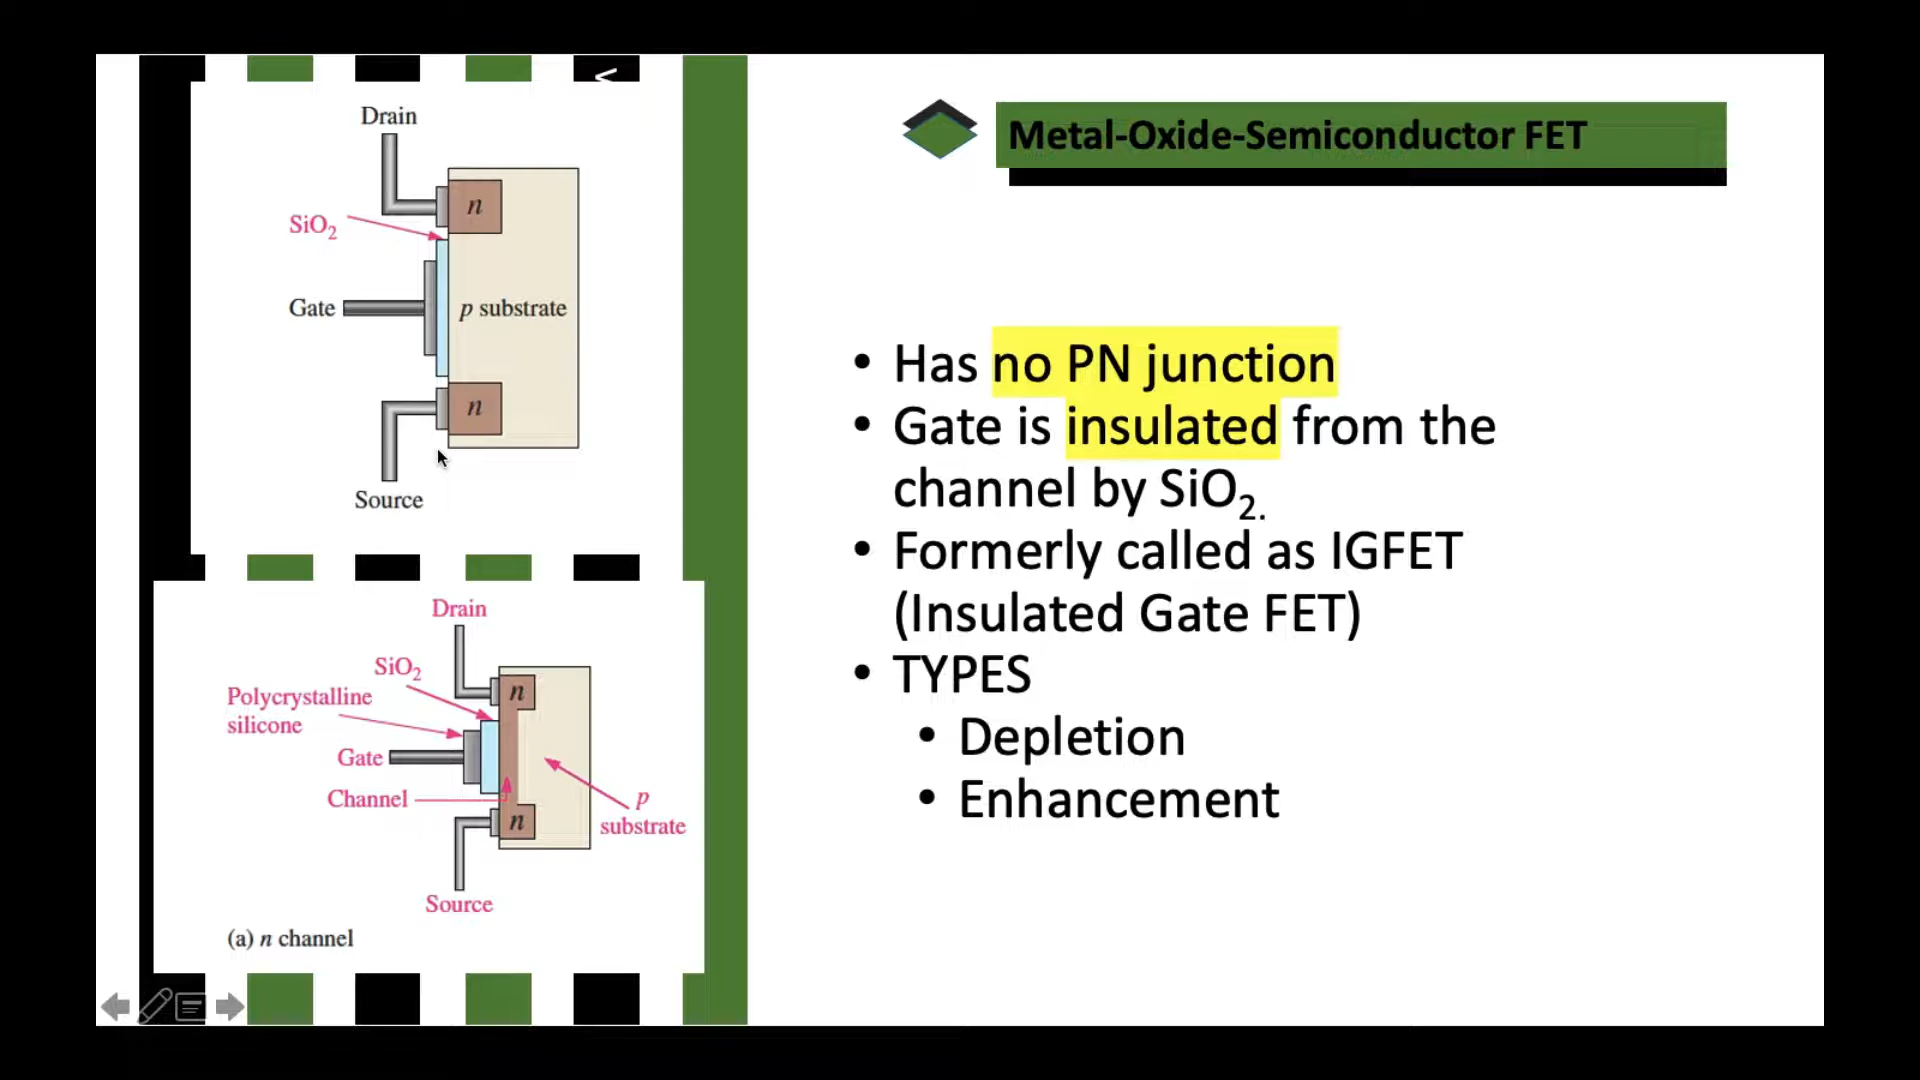 Drain
SiO₂
n
Gate
p substrate
n
Source
Drain
SiO₂
Polycrystalline
silicone
n
Gate
Channel
p
substrate
n
Source
(a) n channel
Metal-Oxide-Semiconductor FET
• Has no PN junction
• Gate is insulated from the
channel by SiO₂.
• Formerly called as IGFET
(Insulated Gate FET)
• TYPES
• Depletion
• Enhancement